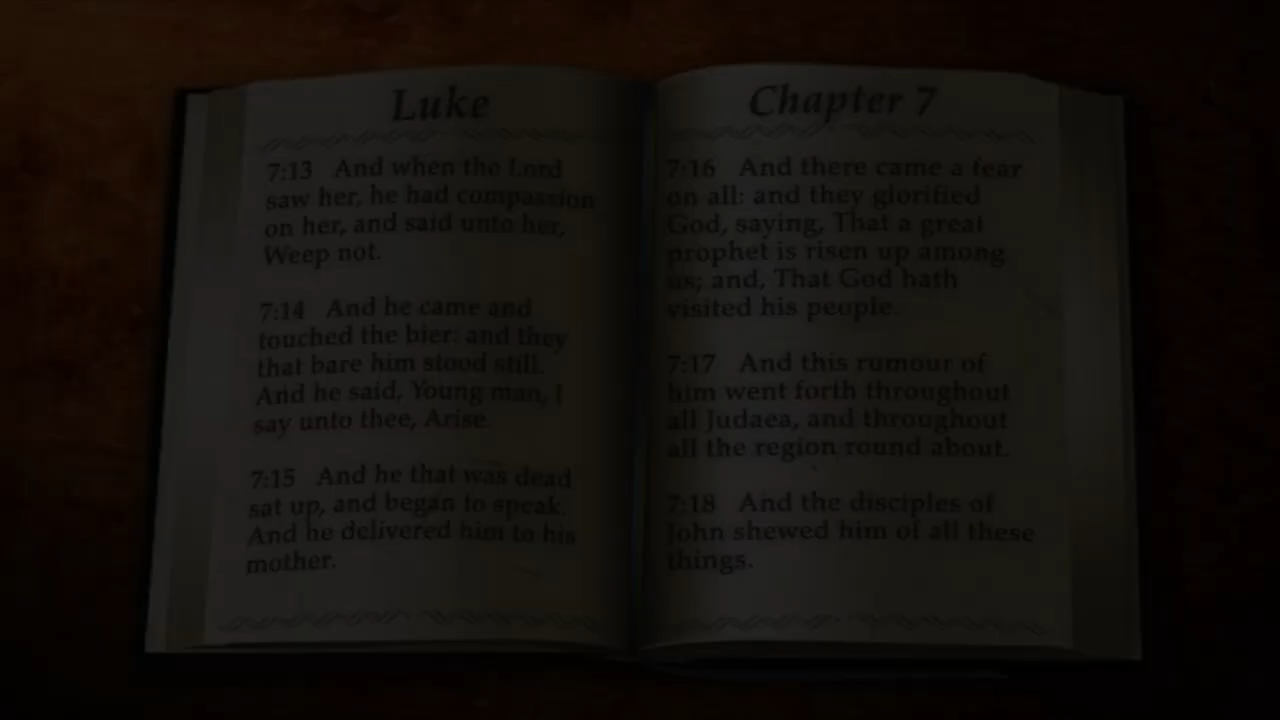 Luke
7:13 And when the Lord
saw her, he had compassion
on her, and said unto her,
Weep not.
7:14 And he came and
touched the bier: and they
that bare him stood still.
And he said, Young man, I
say unto thee, Arise.
7:15 And he that was dead
sat up, and began to speak.
And he delivered him to his
mother.
Chapter 7
7:16 And there came a fear
on all: and they glorified
God, saying, That a great
prophet is risen up among
us; and, That God hath
visited his people.
7:17 And this rumour of
him went forth throughout
all Judaea, and throughout
all the region round about.
7:18 And the disciples of
John shewed him of all these
things.